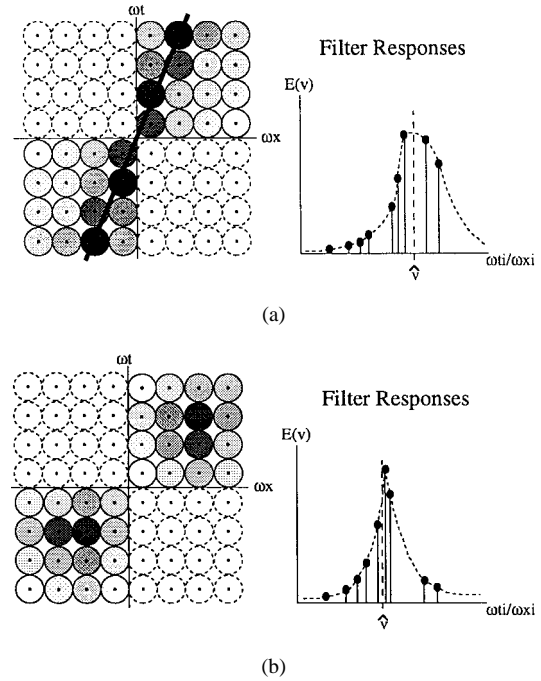 ωt
ωx
Filter Responses
E(v)
v̂
ωti/ωxi
(a)
ωt
ωx
Filter Responses
E(v)
v̂
ωti/ωxi
(b)